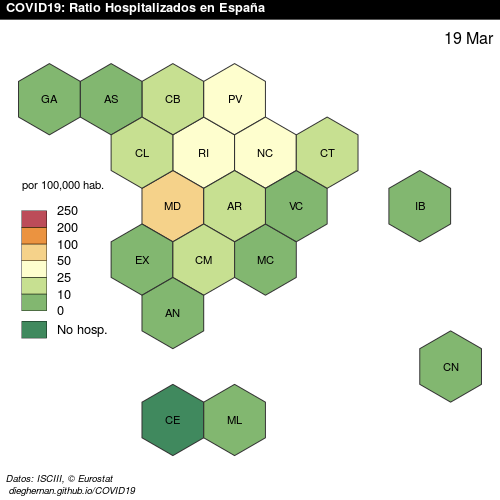 COVID19: Ratio Hospitalizados en España
19 Mar
GA AS CB PV
CL RI NC CT
por 100,000 hab.
MD AR VC IB
250
200
100
50
25
10
0
No hosp.
EX CM MC
AN
CN
CE ML
Datos: ISCIII, © Eurostat
dieghernan.github.io/COVID19